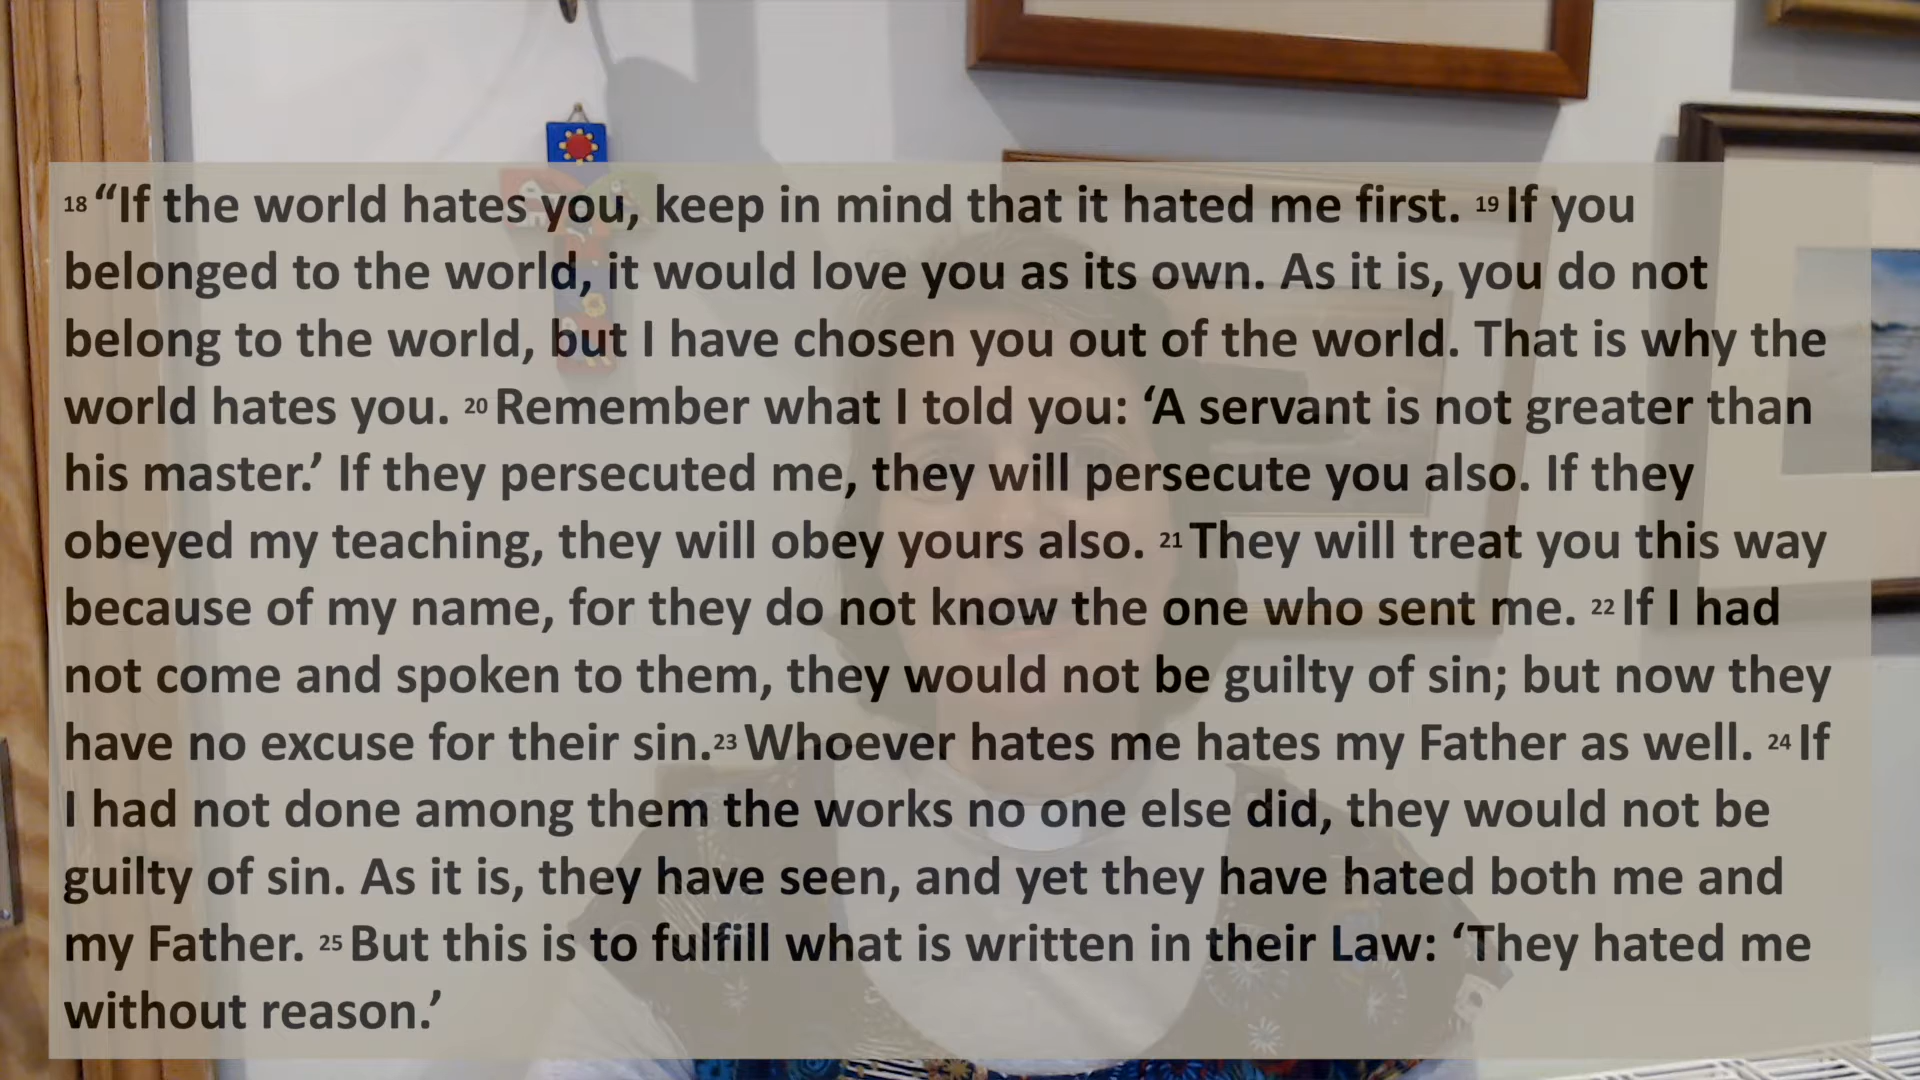 18 “If the world hates you, keep in mind that it hated me first. 19 If you
belonged to the world, it would love you as its own. As it is, you do not
belong to the world, but I have chosen you out of the world. That is why the
world hates you. 20 Remember what I told you: ‘A servant is not greater than
his master.’ If they persecuted me, they will persecute you also. If they
obeyed my teaching, they will obey yours also. 21 They will treat you this way
because of my name, for they do not know the one who sent me. 22 If I had
not come and spoken to them, they would not be guilty of sin; but now they
have no excuse for their sin.23 Whoever hates me hates my Father as well. 24 If
I had not done among them the works no one else did, they would not be
guilty of sin. As it is, they have seen, and yet they have hated both me and
my Father. 25 But this is to fulfill what is written in their Law: ‘They hated me
without reason.’